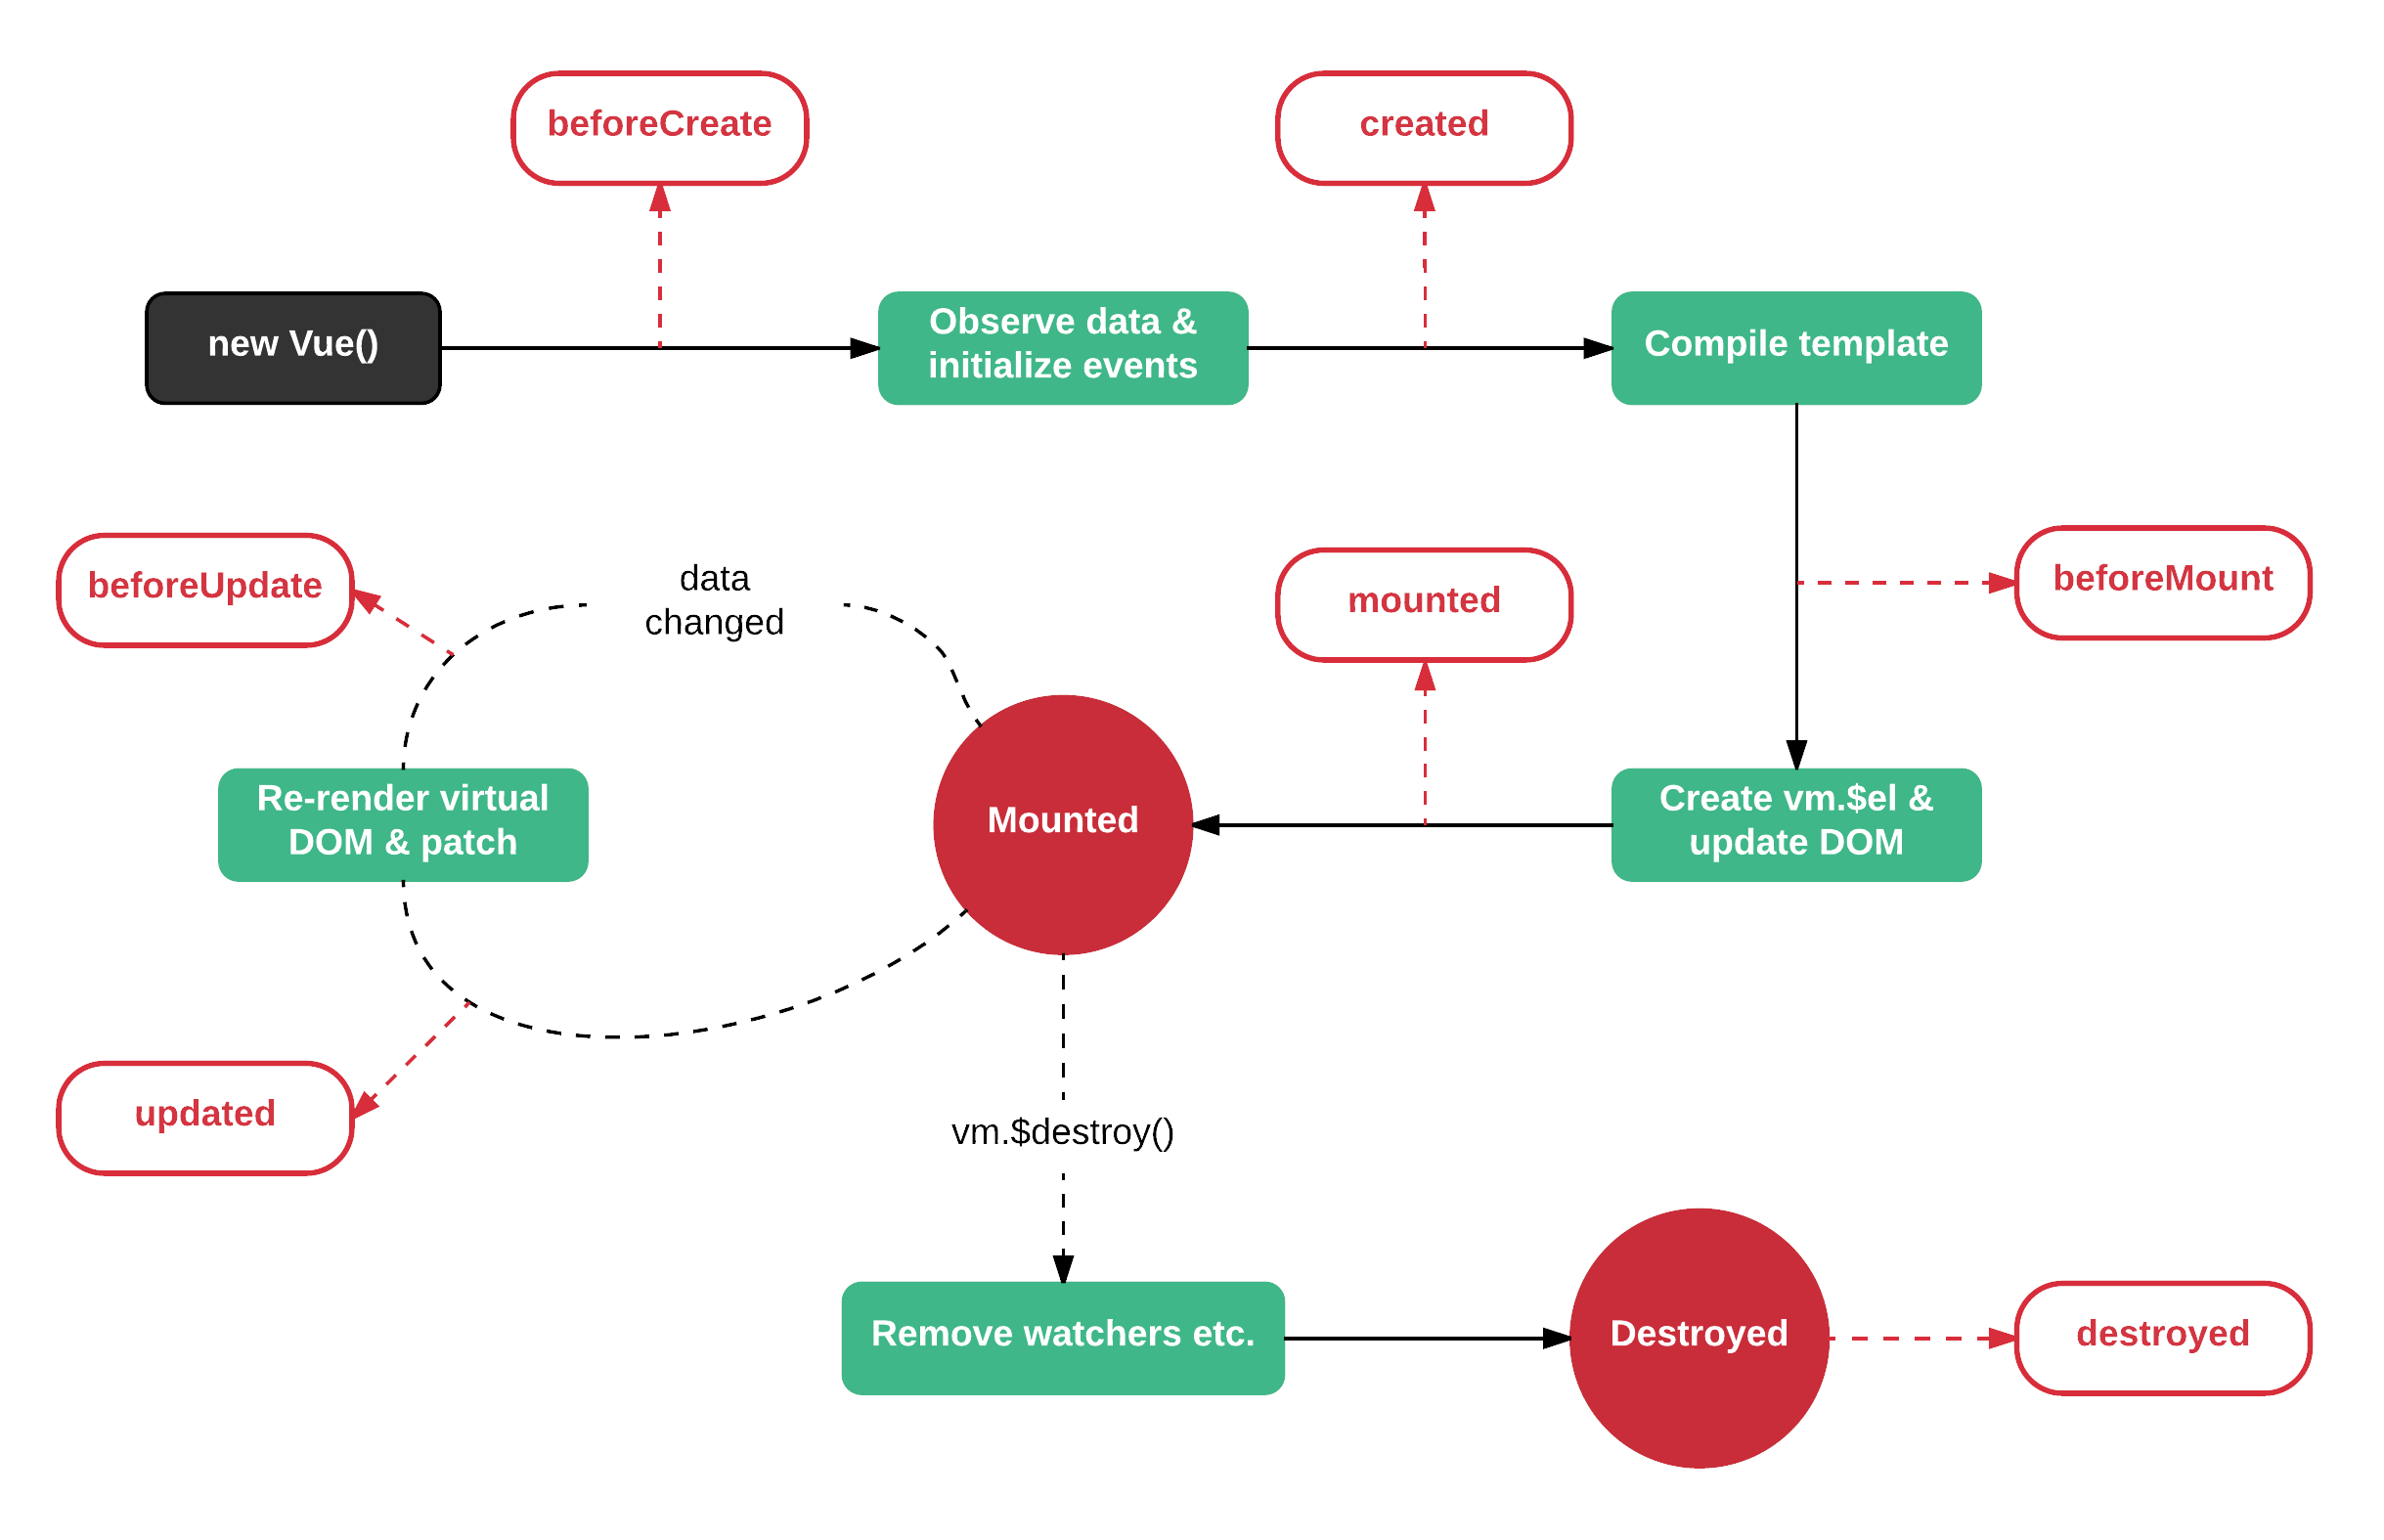 beforeCreate
created
new Vue()
Observe data &
initialize events
Compile template
beforeUpdate
data
changed
mounted
beforeMount
Re-render virtual
DOM & patch
Mounted
Create vm.$el &
update DOM
updated
vm.$destroy()
Remove watchers etc.
Destroyed
destroyed